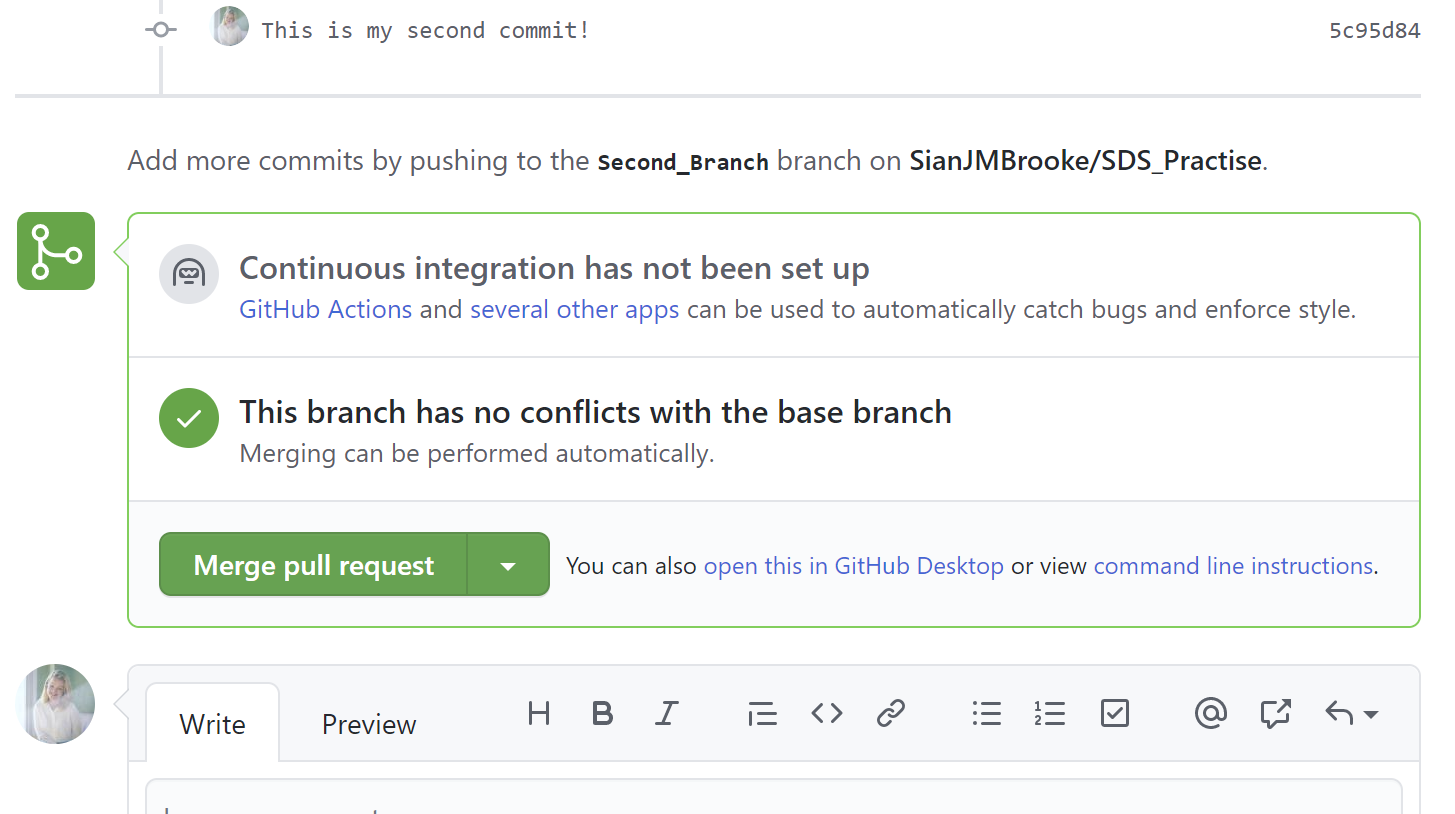 This is my second commit! 5c95d84
Add more commits by pushing to the Second_Branch branch on SianJMBrooke/SDS_Practise.
Continuous integration has not been set up
GitHub Actions and several other apps can be used to automatically catch bugs and enforce style.
This branch has no conflicts with the base branch
Merging can be performed automatically.
Merge pull request You can also open this in GitHub Desktop or view command line instructions.
Write Preview